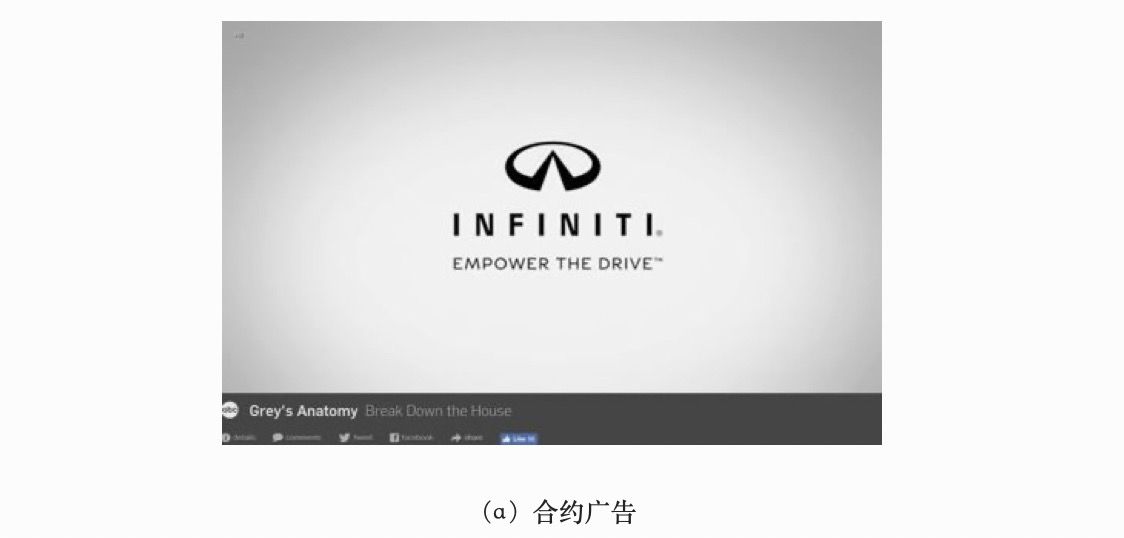 INFINITI®
EMPOWER THE DRIVE™
abc Grey's Anatomy Break Down the House
details comments tweet facebook share Like
（a）合约广告